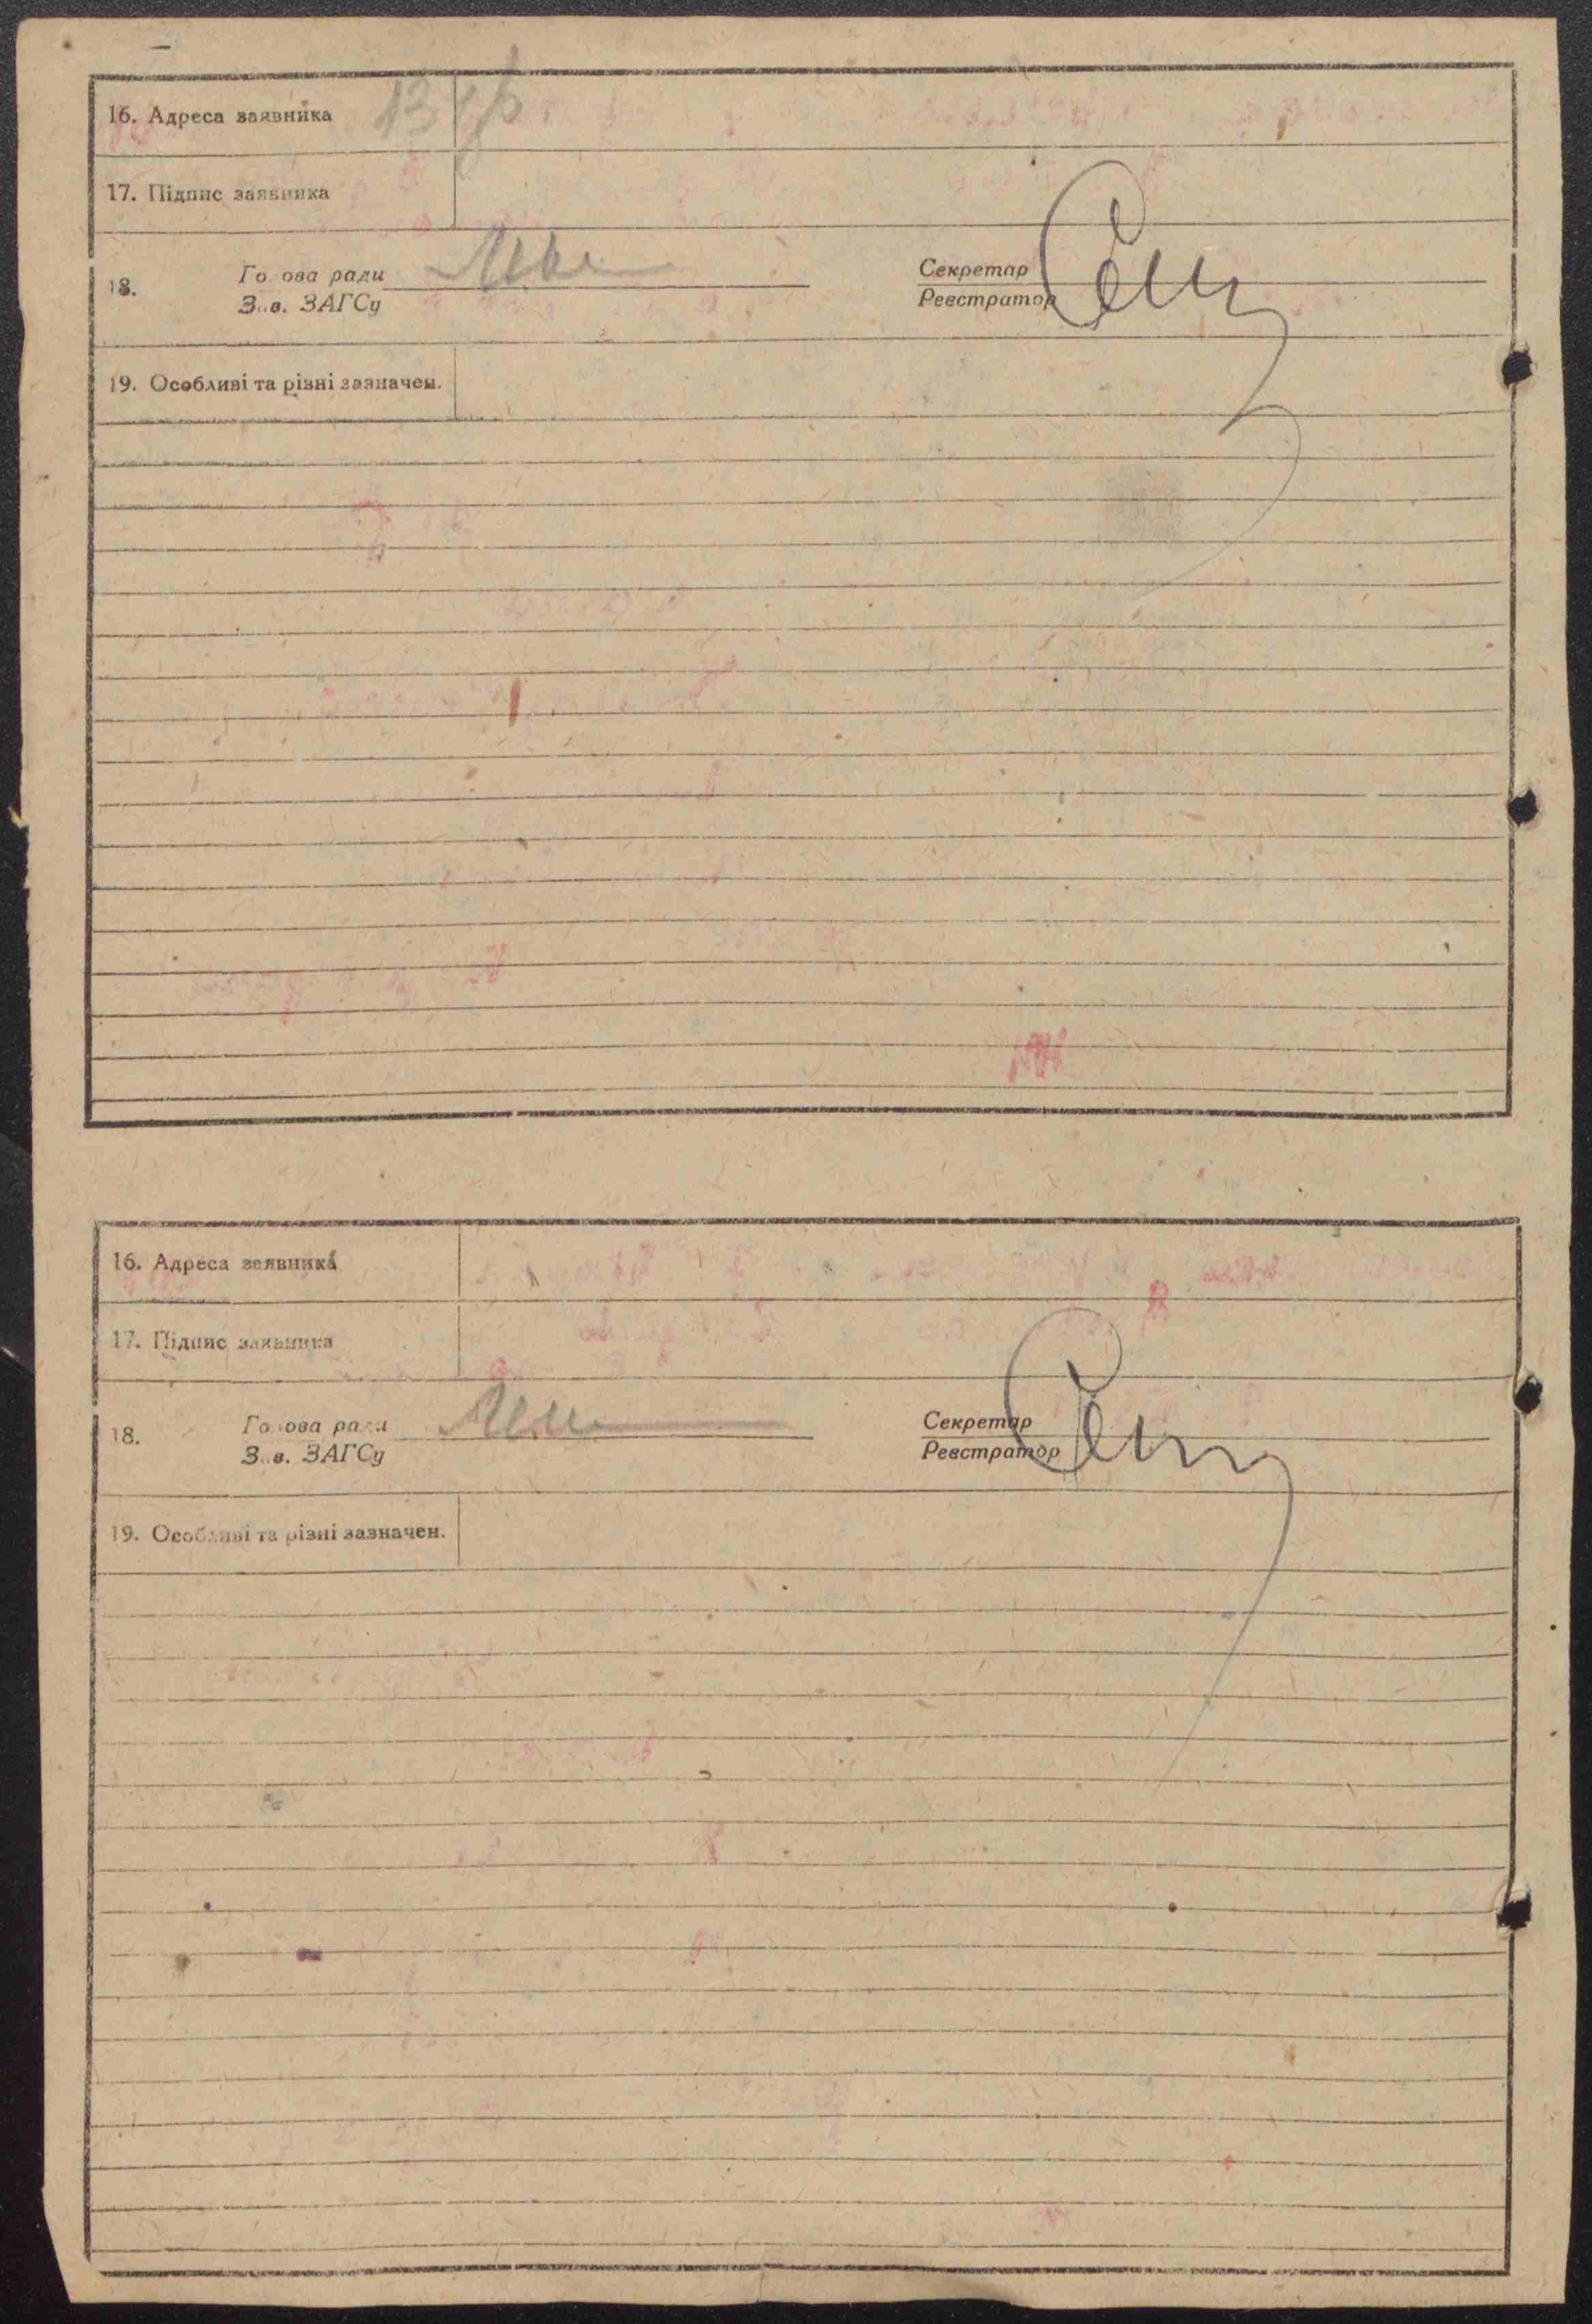 16. Адреса заявника
17. Підпис заявника
18. Голова ради Секретар
Зав. ЗАГСу Реєстратор
19. Особливі та різні зазначен.
16. Адреса заявника
17. Підпис заявника
18. Голова ради Секретар
Зав. ЗАГСу Реєстратор
19. Особливі та різні зазначен.